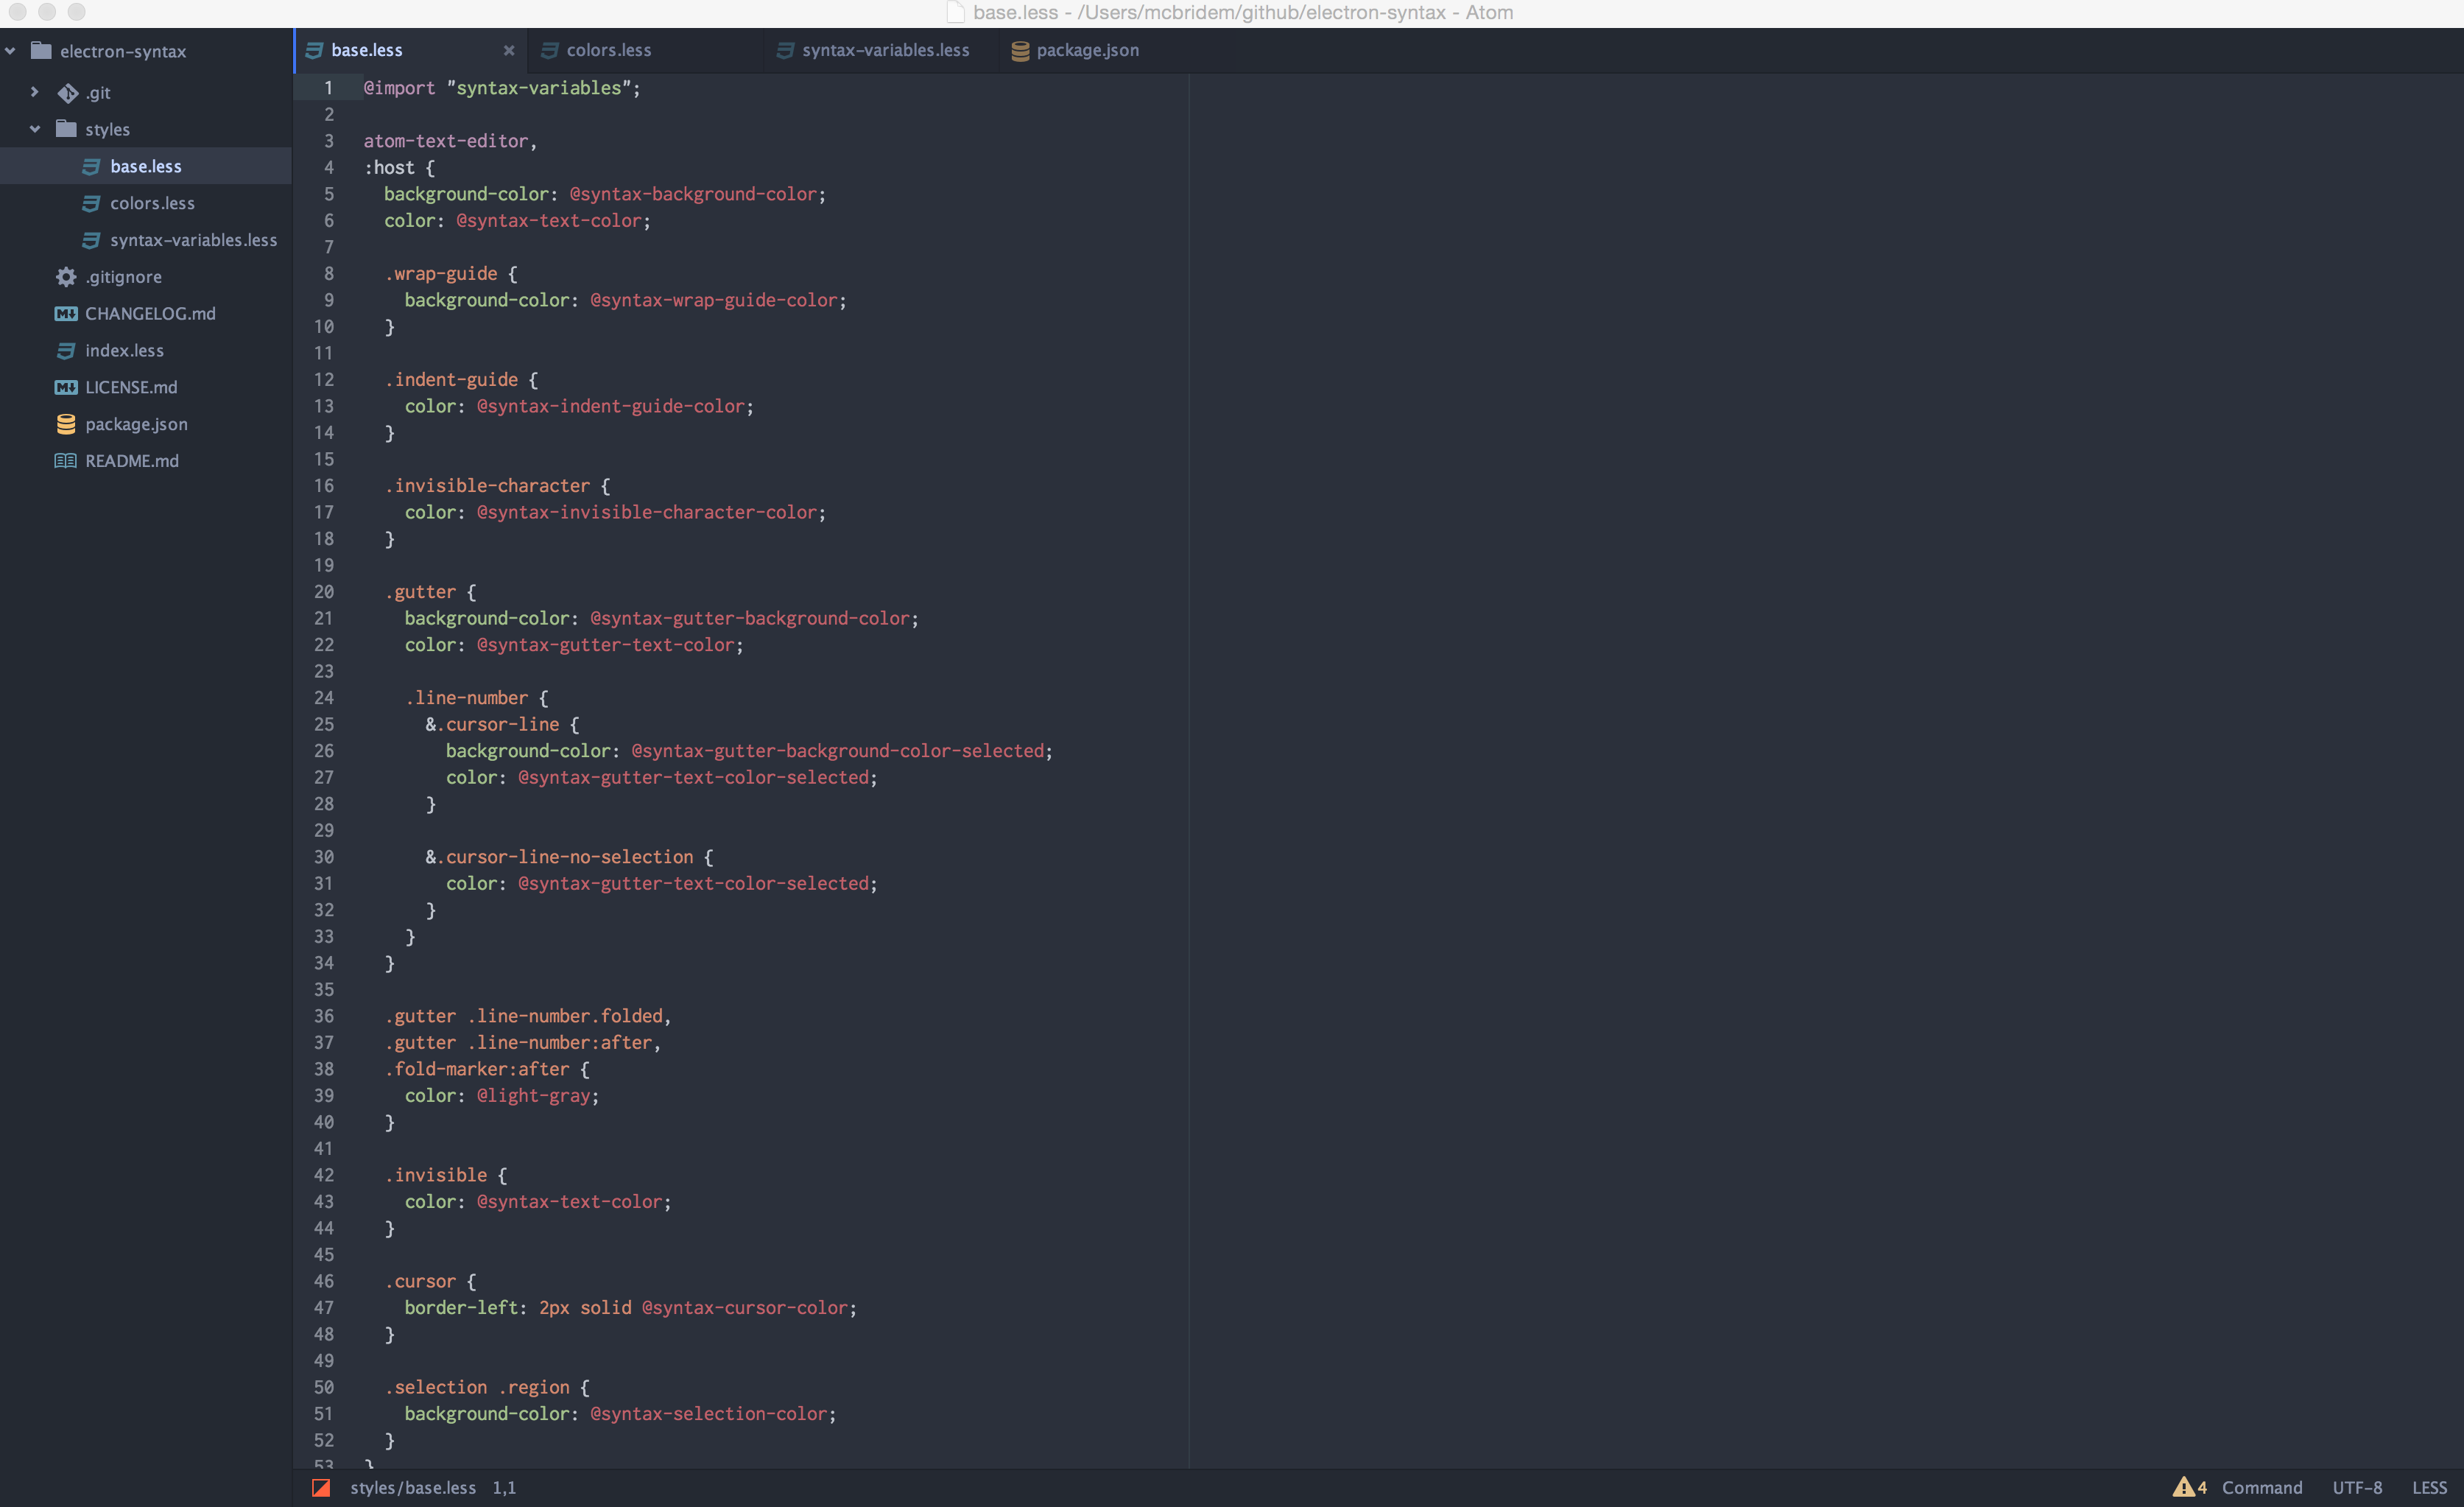 base.less - /Users/mcbridem/github/electron-syntax - Atom
electron-syntax
.git
styles
base.less
colors.less
syntax-variables.less
.gitignore
CHANGELOG.md
index.less
LICENSE.md
package.json
README.md
base.less colors.less syntax-variables.less package.json
1 @import "syntax-variables";
2
3 atom-text-editor,
4 :host {
5 background-color: @syntax-background-color;
6 color: @syntax-text-color;
7
8 .wrap-guide {
9 background-color: @syntax-wrap-guide-color;
10 }
11
12 .indent-guide {
13 color: @syntax-indent-guide-color;
14 }
15
16 .invisible-character {
17 color: @syntax-invisible-character-color;
18 }
19
20 .gutter {
21 background-color: @syntax-gutter-background-color;
22 color: @syntax-gutter-text-color;
23
24 .line-number {
25 &.cursor-line {
26 background-color: @syntax-gutter-background-color-selected;
27 color: @syntax-gutter-text-color-selected;
28 }
29
30 &.cursor-line-no-selection {
31 color: @syntax-gutter-text-color-selected;
32 }
33 }
34 }
35
36 .gutter .line-number.folded,
37 .gutter .line-number:after,
38 .fold-marker:after {
39 color: @light-gray;
40 }
41
42 .invisible {
43 color: @syntax-text-color;
44 }
45
46 .cursor {
47 border-left: 2px solid @syntax-cursor-color;
48 }
49
50 .selection .region {
51 background-color: @syntax-selection-color;
52 }
53 }
styles/base.less 1,1 4 Command UTF-8 LESS